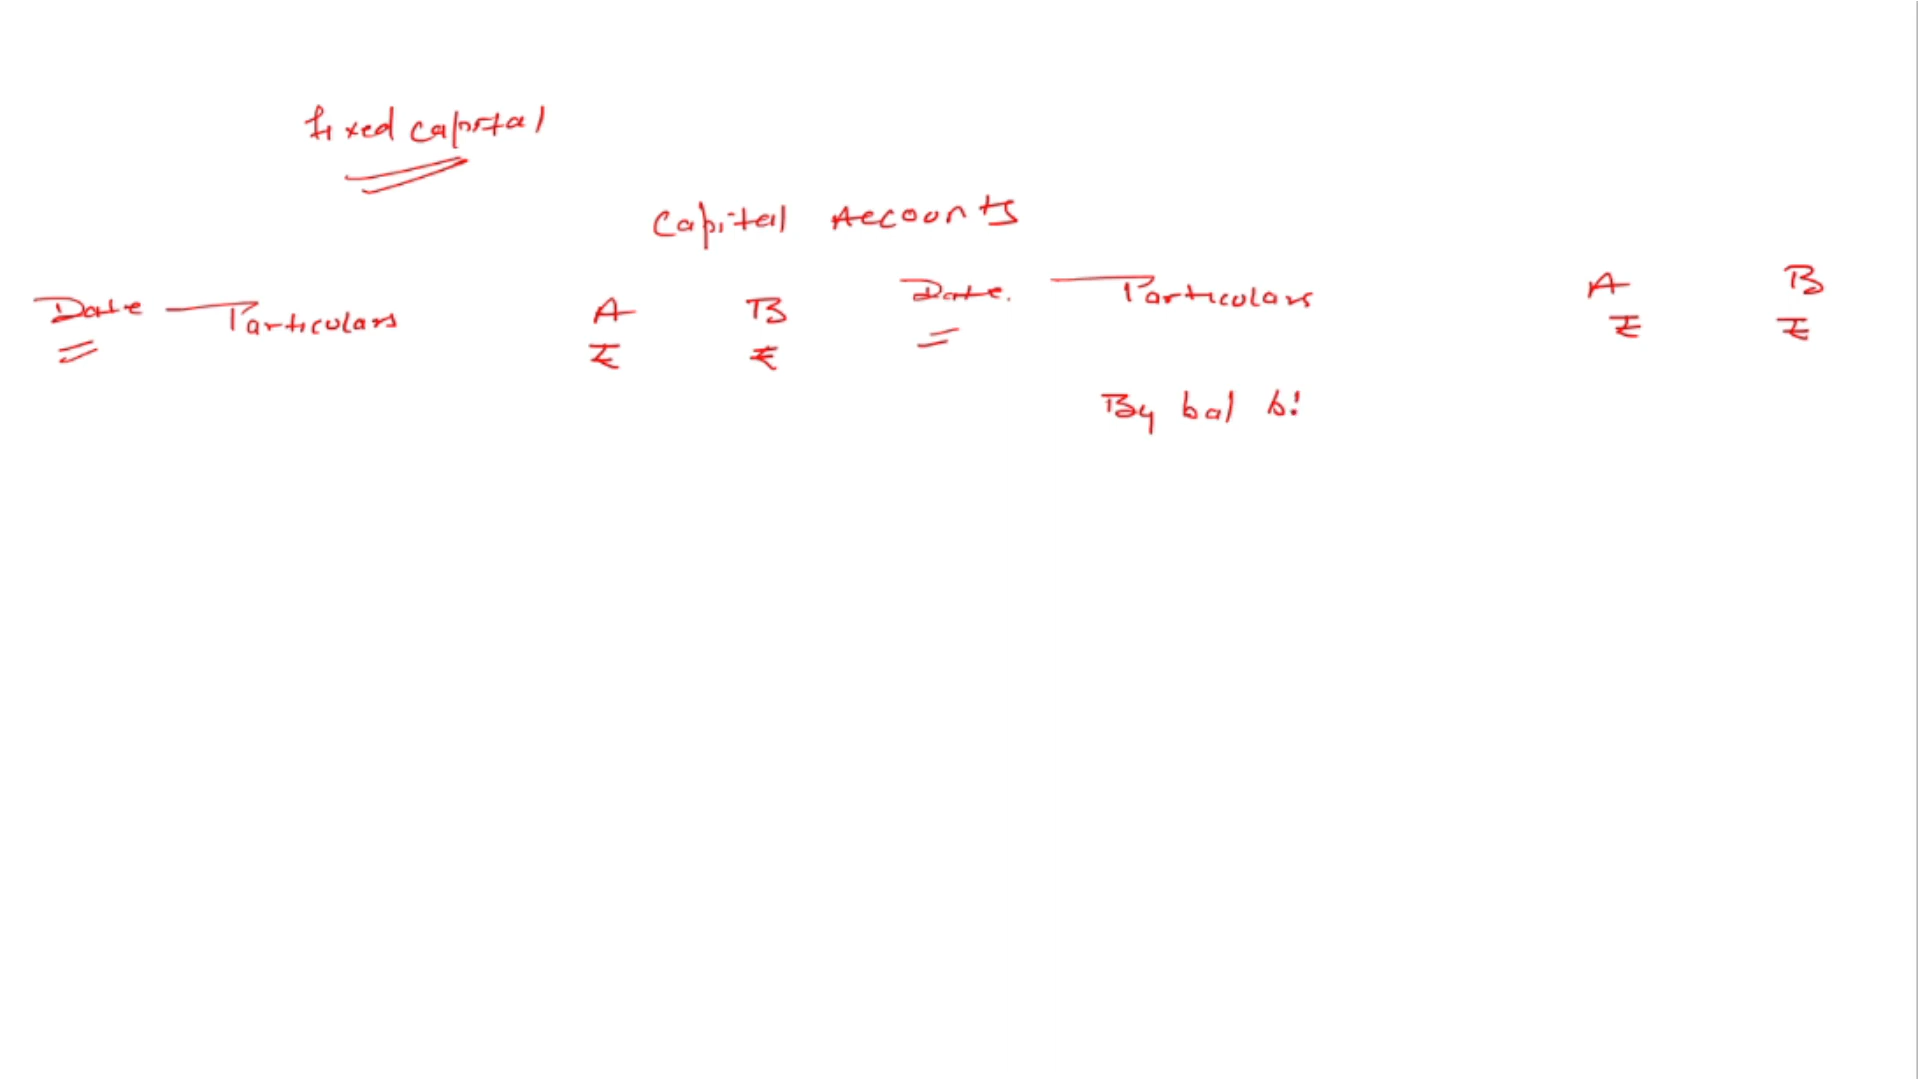 fixed capital
Capital Accounts
Date Particulars A B Date. Particulars A B
₹ ₹ ₹ ₹
By bal b!